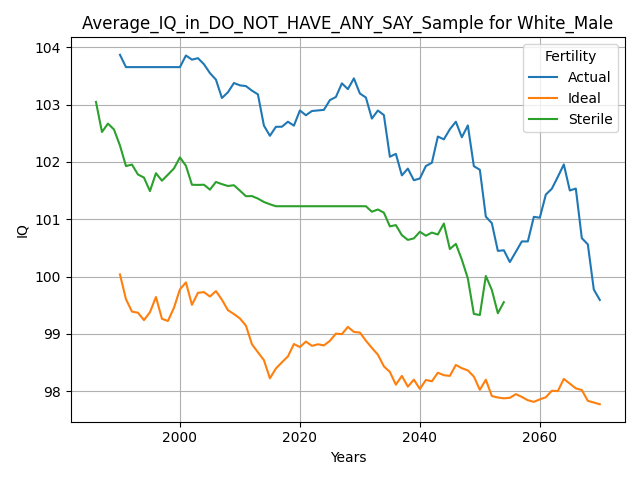 Average_IQ_in_DO_NOT_HAVE_ANY_SAY_Sample for White_Male
104
103
102
101
100
99
98
IQ
Fertility
Actual
Ideal
Sterile
2000
2020
2040
2060
Years